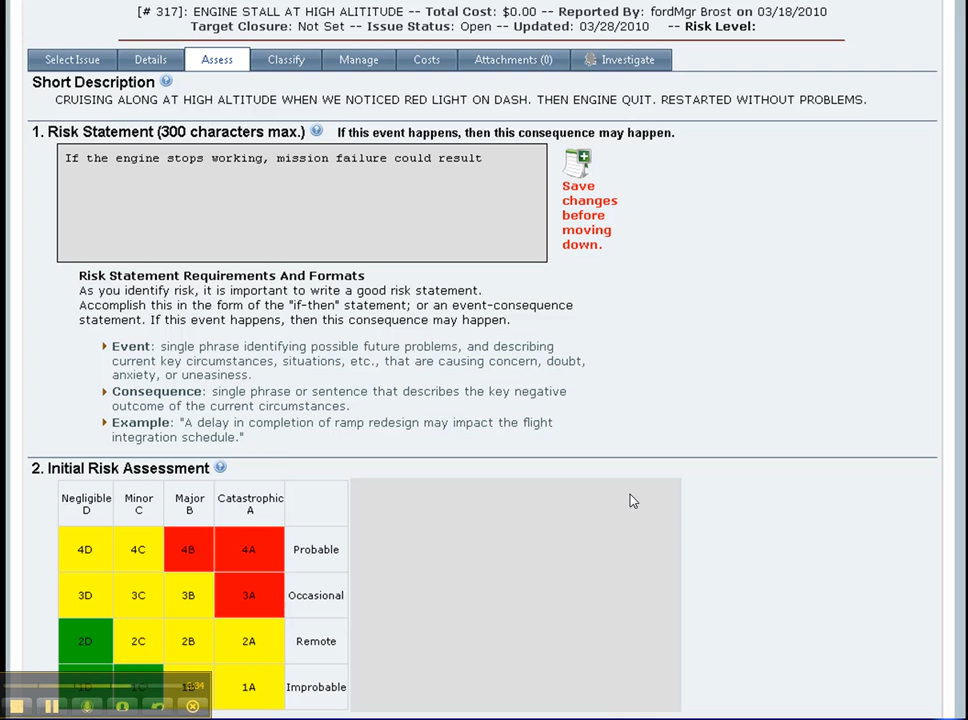 [# 317]: ENGINE STALL AT HIGH ALITITUDE -- Total Cost: $0.00 -- Reported By: fordMgr Brost on 03/18/2010
Target Closure: Not Set -- Issue Status: Open -- Updated: 03/28/2010 -- Risk Level:
Select Issue Details Assess Classify Manage Costs Attachments (0) Investigate
Short Description
CRUISING ALONG AT HIGH ALTITUDE WHEN WE NOTICED RED LIGHT ON DASH. THEN ENGINE QUIT. RESTARTED WITHOUT PROBLEMS.
1. Risk Statement (300 characters max.) If this event happens, then this consequence may happen.
If the engine stops working, mission failure could result
Save
changes
before
moving
down.
Risk Statement Requirements And Formats
As you identify risk, it is important to write a good risk statement.
Accomplish this in the form of the "if-then" statement; or an event-consequence
statement. If this event happens, then this consequence may happen.
Event: single phrase identifying possible future problems, and describing
current key circumstances, situations, etc., that are causing concern, doubt,
anxiety, or uneasiness.
Consequence: single phrase or sentence that describes the key negative
outcome of the current circumstances.
Example: "A delay in completion of ramp redesign may impact the flight
integration schedule."
2. Initial Risk Assessment
Negligible Minor Major Catastrophic
D C B A
4D 4C 4B 4A Probable
3D 3C 3B 3A Occasional
2D 2C 2B 2A Remote
1D 1C 1B 1A Improbable